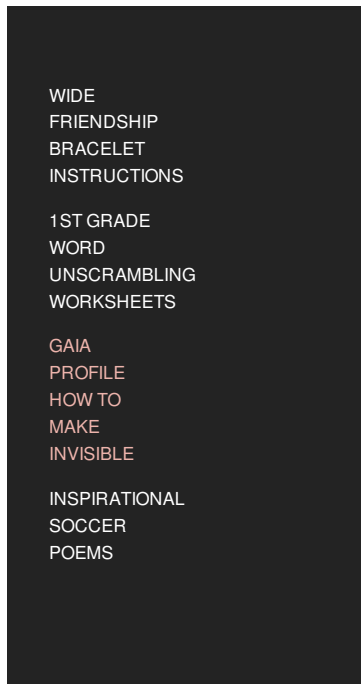 WIDE
FRIENDSHIP
BRACELET
INSTRUCTIONS
1ST GRADE
WORD
UNSCRAMBLING
WORKSHEETS
GAIA
PROFILE
HOW TO
MAKE
INVISIBLE
INSPIRATIONAL
SOCCER
POEMS